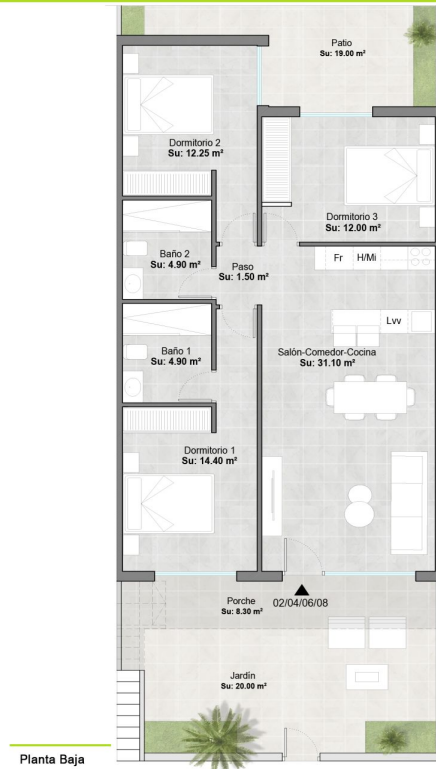 Patio
Su: 19.00 m²
Dormitorio 2
Su: 12.25 m²
Dormitorio 3
Su: 12.00 m²
Baño 2
Su: 4.90 m²
Paso
Su: 1.50 m²
Fr H/Mi
Lvv
Baño 1
Su: 4.90 m²
Salón-Comedor-Cocina
Su: 31.10 m²
Dormitorio 1
Su: 14.40 m²
Porche
Su: 8.30 m²
02/04/06/08
Jardín
Su: 20.00 m²
Planta Baja